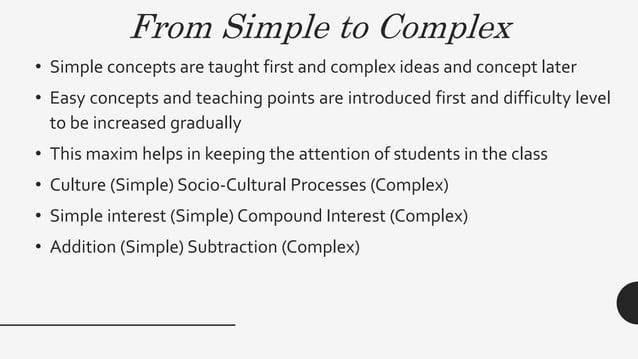 From Simple to Complex
• Simple concepts are taught first and complex ideas and concept later
• Easy concepts and teaching points are introduced first and difficulty level
to be increased gradually
• This maxim helps in keeping the attention of students in the class
• Culture (Simple) Socio-Cultural Processes (Complex)
• Simple interest (Simple) Compound Interest (Complex)
• Addition (Simple) Subtraction (Complex)